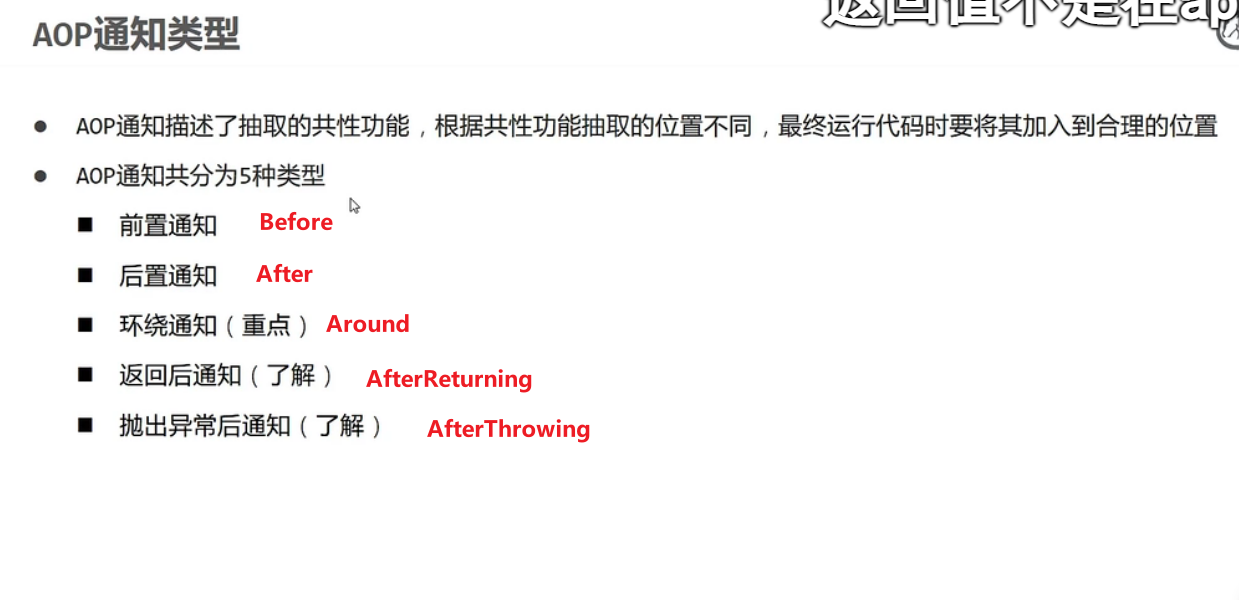 返回值不是在ap
AOP通知类型
AOP通知描述了抽取的共性功能，根据共性功能抽取的位置不同，最终运行代码时要将其加入到合理的位置
AOP通知共分为5种类型
前置通知 Before
后置通知 After
环绕通知（重点） Around
返回后通知（了解） AfterReturning
抛出异常后通知（了解） AfterThrowing